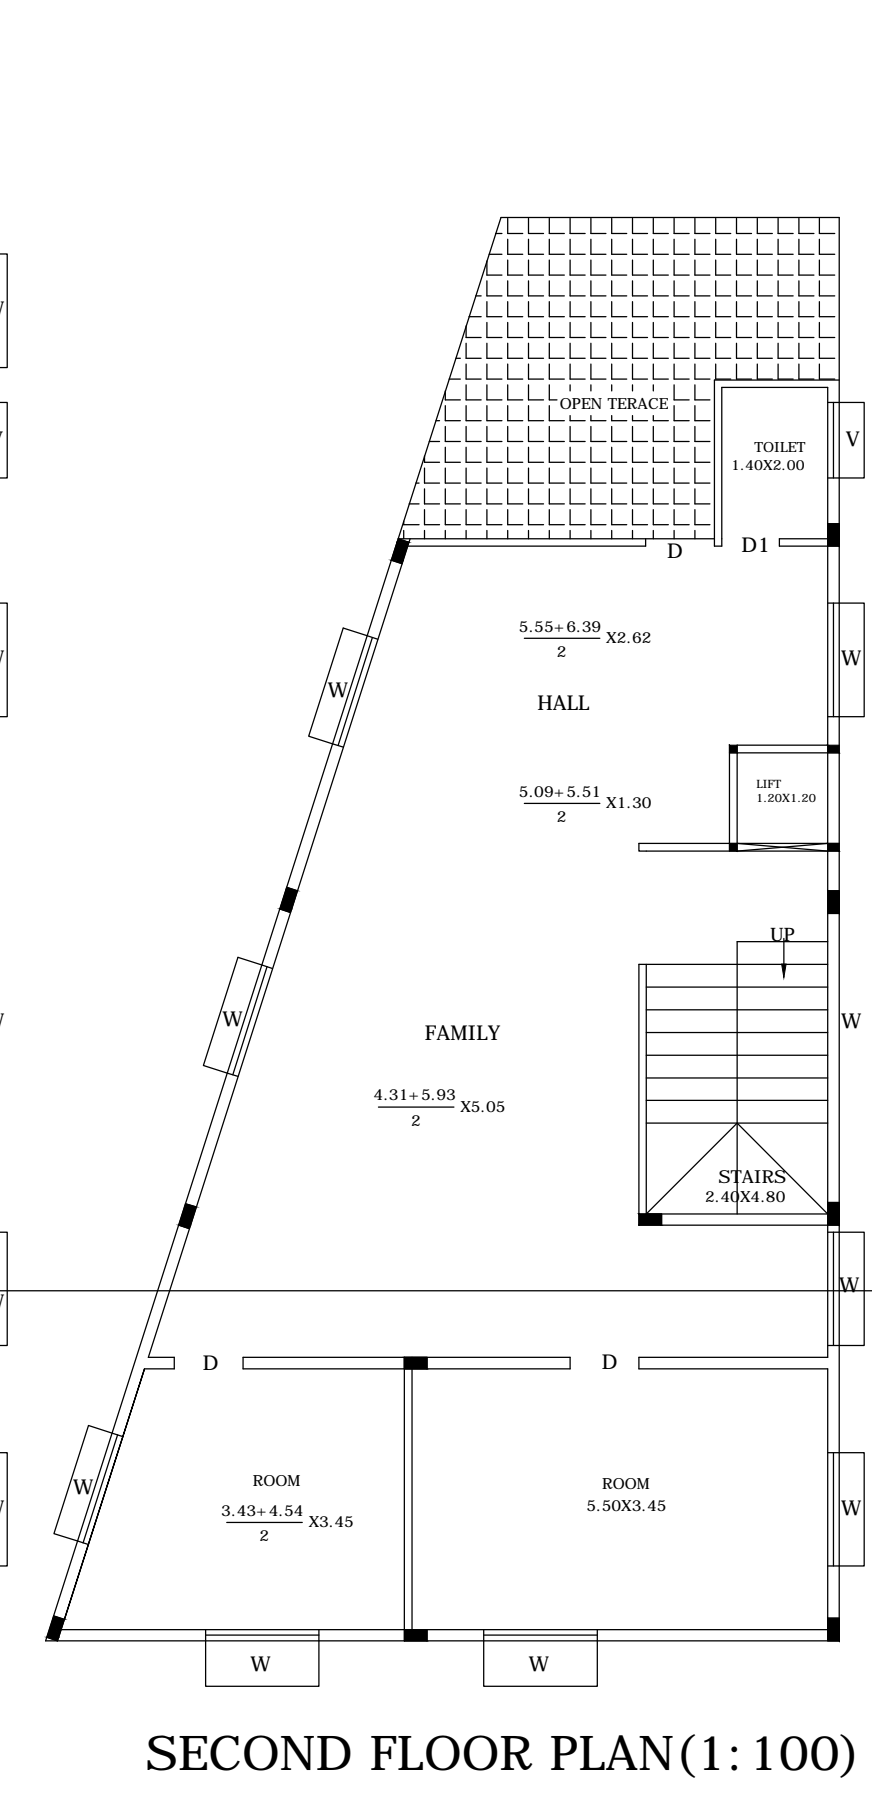 OPEN TERACE
TOILET
1.40X2.00
V
D
D1
5.55+6.39
2
X2.62
W
W
HALL
LIFT
1.20X1.20
5.09+5.51
2
X1.30
UP
W
W
FAMILY
4.31+5.93
2
X5.05
STAIRS
2.40X4.80
W
D
D
W
ROOM
3.43+4.54
2
X3.45
ROOM
5.50X3.45
W
W
W
SECOND FLOOR PLAN(1:100)